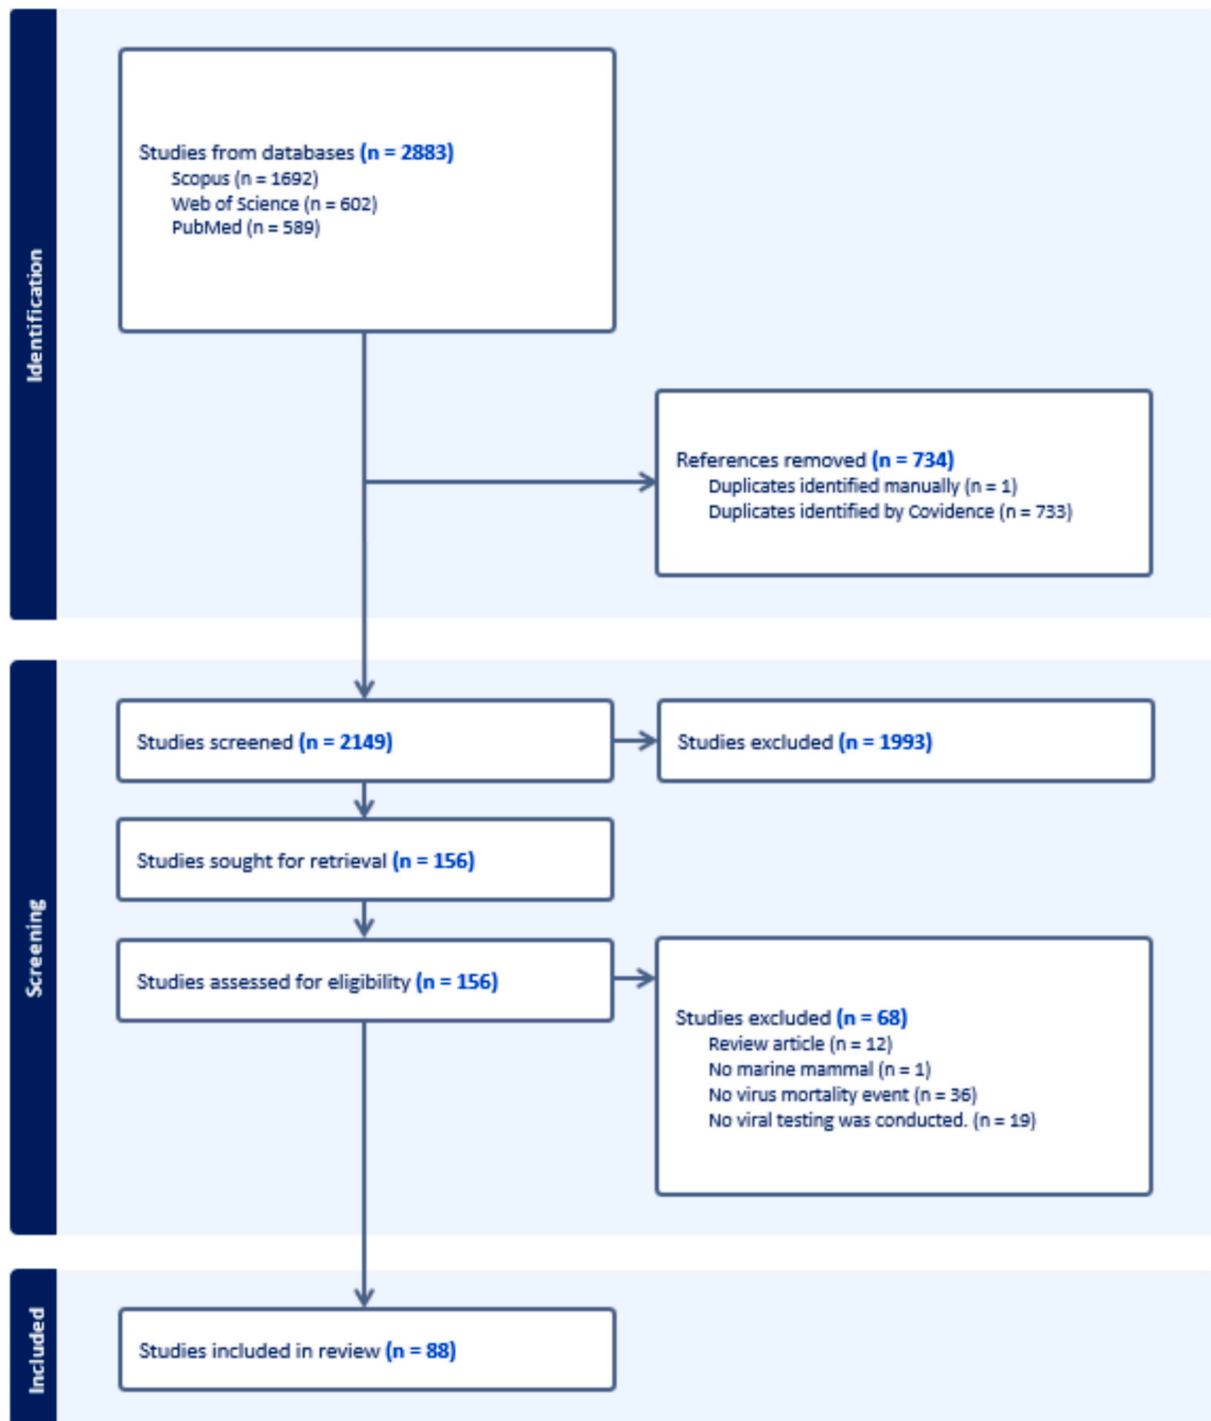 Identification
Studies from databases (n = 2883)
Scopus (n = 1692)
Web of Science (n = 602)
PubMed (n = 589)
References removed (n = 734)
Duplicates identified manually (n = 1)
Duplicates identified by Covidence (n = 733)
Screening
Studies screened (n = 2149)
Studies excluded (n = 1993)
Studies sought for retrieval (n = 156)
Studies assessed for eligibility (n = 156)
Studies excluded (n = 68)
Review article (n = 12)
No marine mammal (n = 1)
No virus mortality event (n = 36)
No viral testing was conducted. (n = 19)
Included
Studies included in review (n = 88)